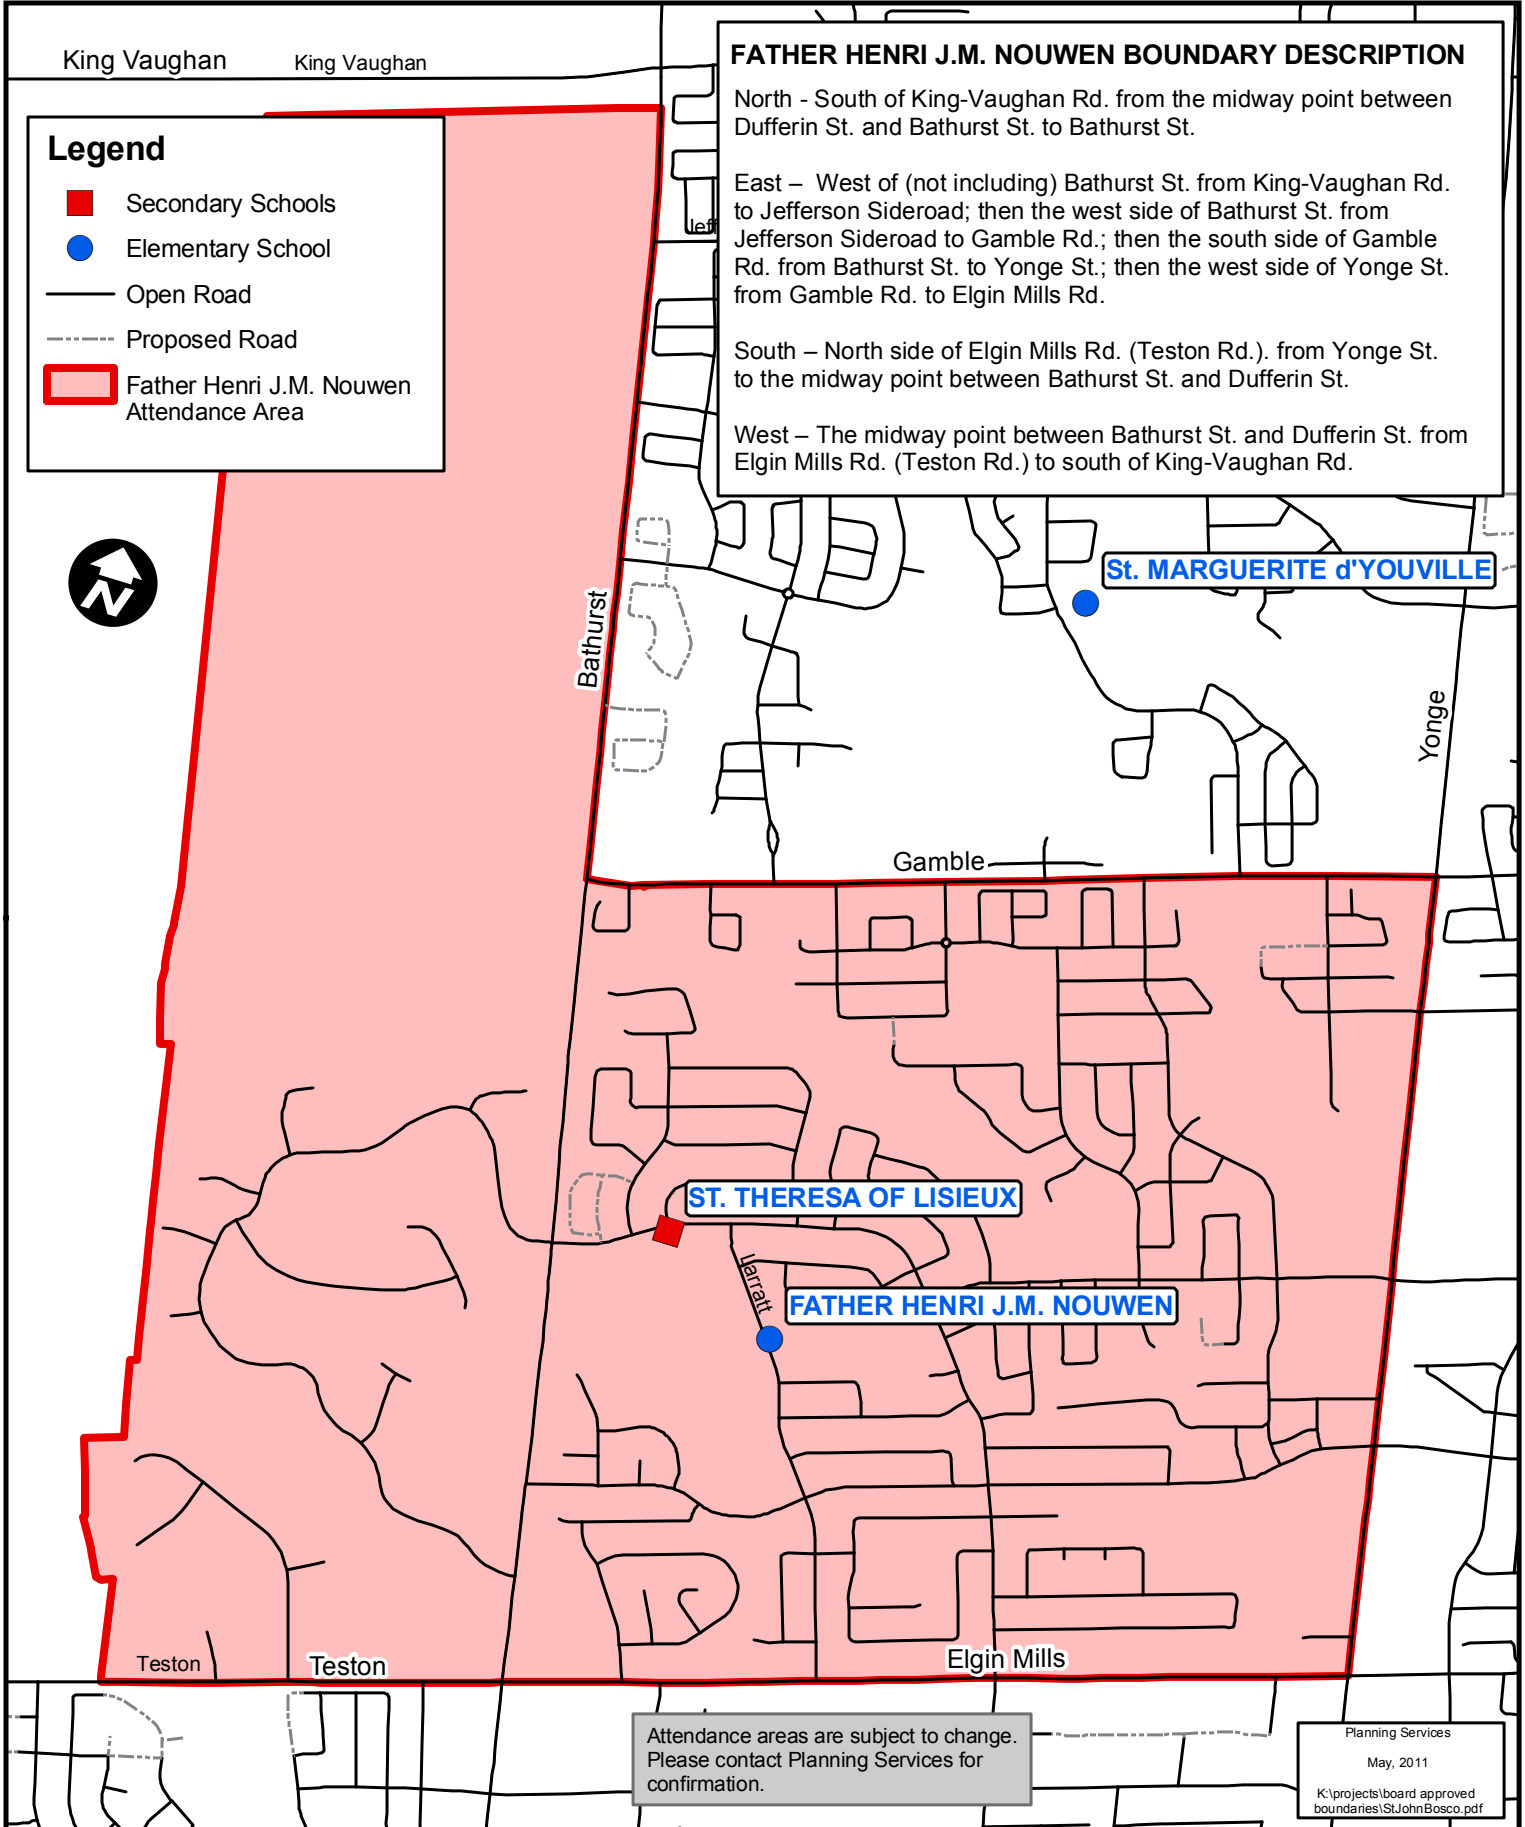 King Vaughan
King Vaughan
FATHER HENRI J.M. NOUWEN BOUNDARY DESCRIPTION
North - South of King-Vaughan Rd. from the midway point between
Dufferin St. and Bathurst St. to Bathurst St.
East – West of (not including) Bathurst St. from King-Vaughan Rd.
to Jefferson Sideroad; then the west side of Bathurst St. from
Jefferson Sideroad to Gamble Rd.; then the south side of Gamble
Rd. from Bathurst St. to Yonge St.; then the west side of Yonge St.
from Gamble Rd. to Elgin Mills Rd.
South – North side of Elgin Mills Rd. (Teston Rd.). from Yonge St.
to the midway point between Bathurst St. and Dufferin St.
West – The midway point between Bathurst St. and Dufferin St. from
Elgin Mills Rd. (Teston Rd.) to south of King-Vaughan Rd.
Legend
Secondary Schools
Elementary School
Open Road
Proposed Road
Father Henri J.M. Nouwen
Attendance Area
Jeff
N
St. MARGUERITE d'YOUVILLE
Bathurst
Yonge
Gamble
ST. THERESA OF LISIEUX
Larratt
FATHER HENRI J.M. NOUWEN
Teston
Teston
Elgin Mills
Attendance areas are subject to change.
Please contact Planning Services for
confirmation.
Planning Services
May, 2011
K:\projects\board approved
boundaries\StJohnBosco.pdf